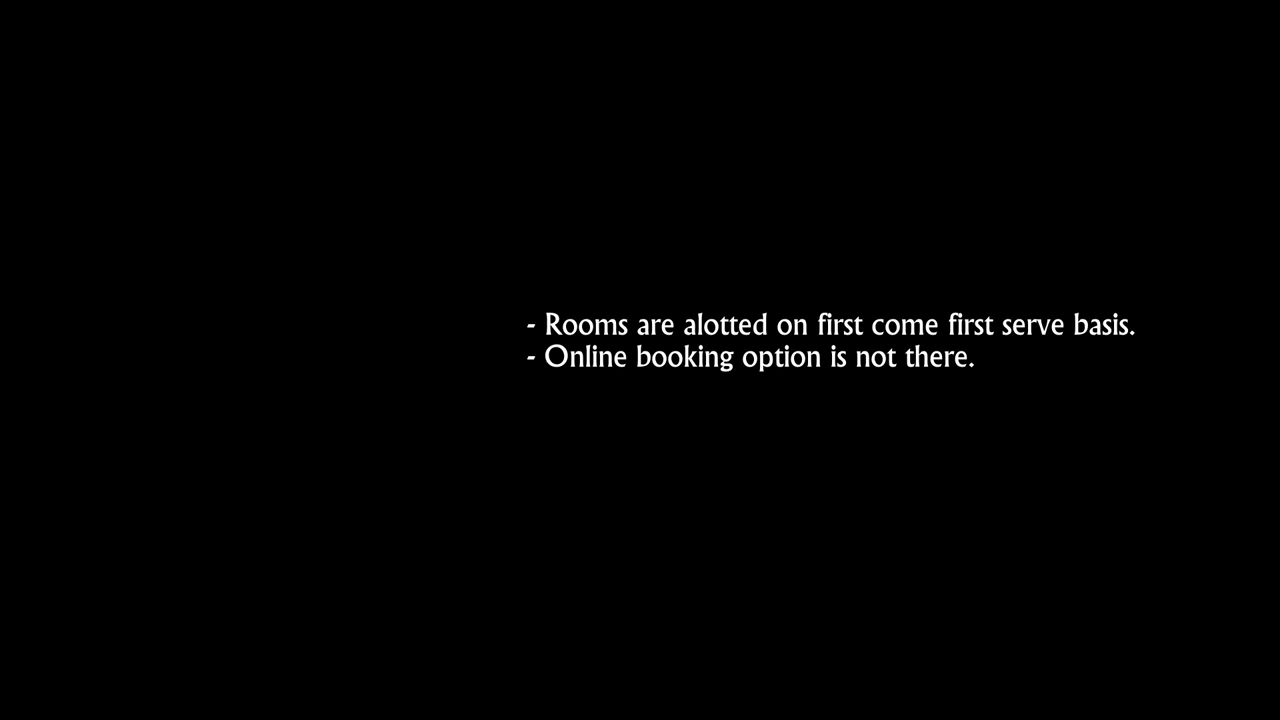 - Rooms are alotted on first come first serve basis.
- Online booking option is not there.